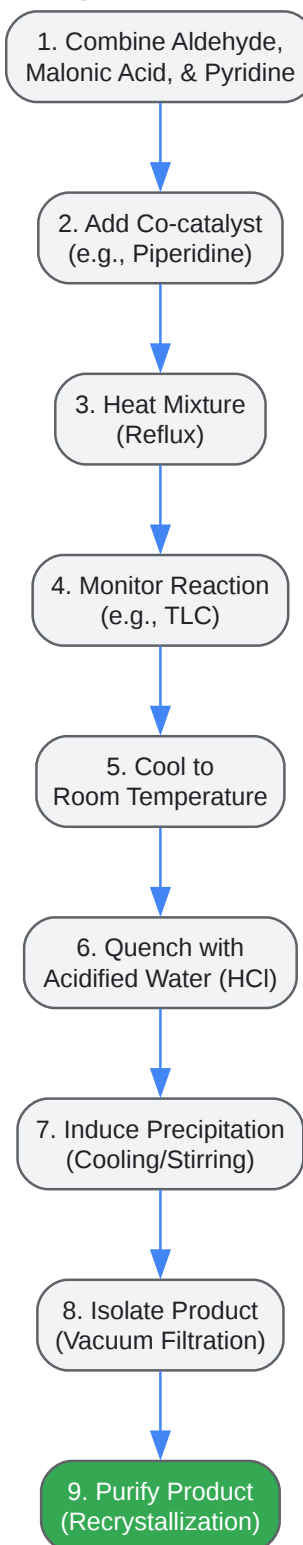 1. Combine Aldehyde,
Malonic Acid, & Pyridine
2. Add Co-catalyst
(e.g., Piperidine)
3. Heat Mixture
(Reflux)
4. Monitor Reaction
(e.g., TLC)
5. Cool to
Room Temperature
6. Quench with
Acidified Water (HCl)
7. Induce Precipitation
(Cooling/Stirring)
8. Isolate Product
(Vacuum Filtration)
9. Purify Product
(Recrystallization)